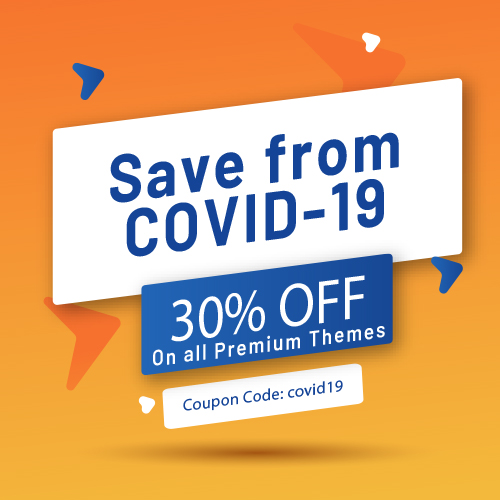 Save from
COVID-19
30% OFF
On all Premium Themes
Coupon Code: covid19